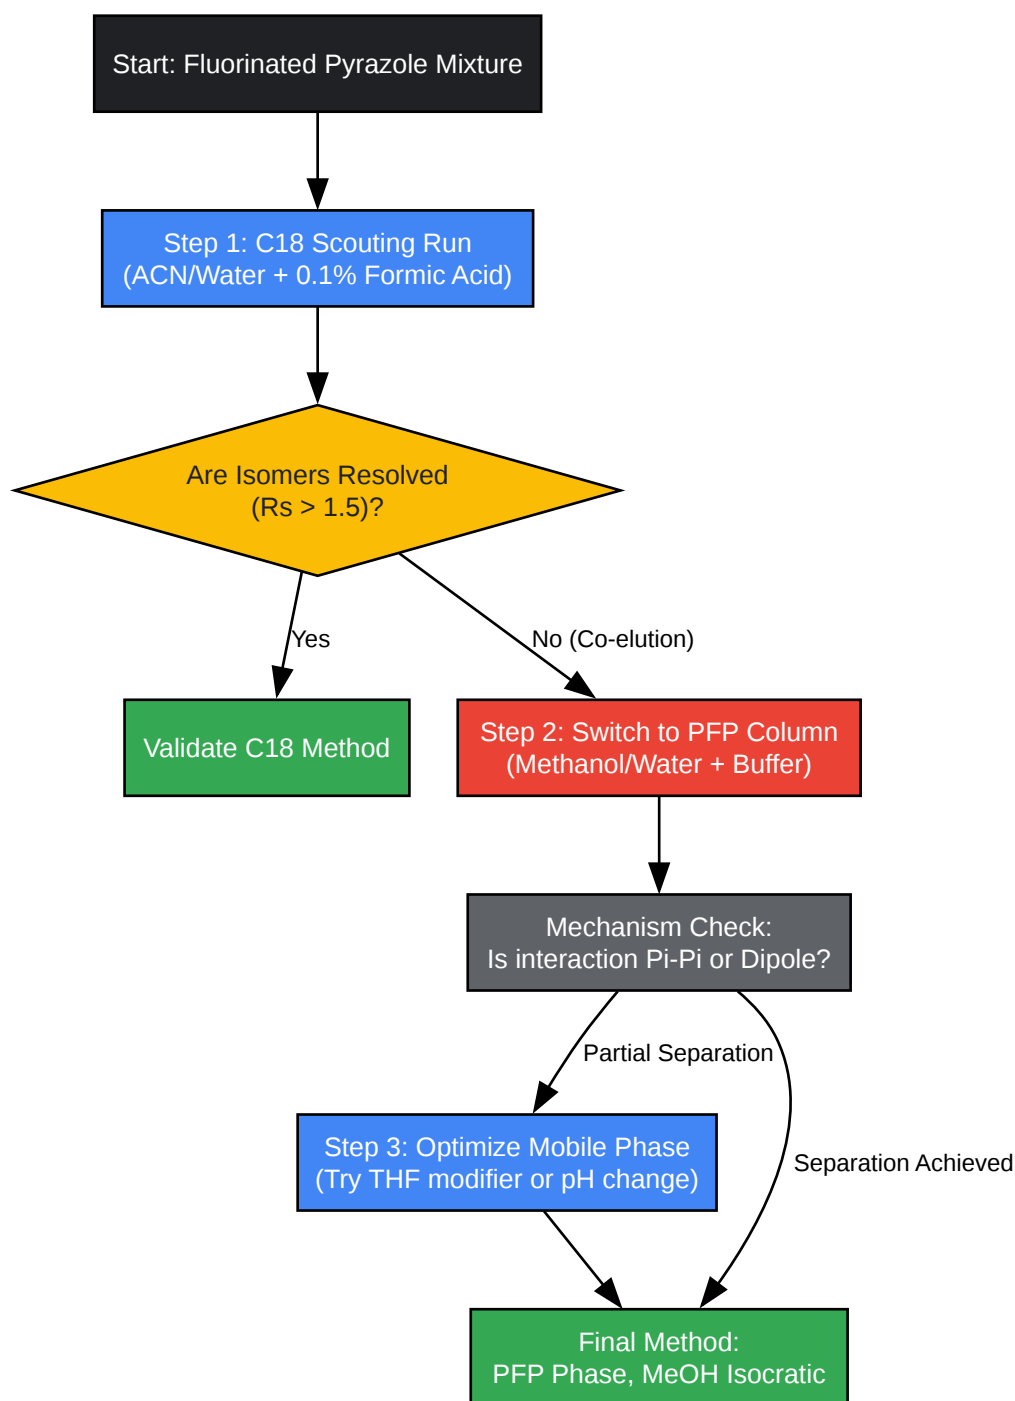 Start: Fluorinated Pyrazole Mixture
Step 1: C18 Scouting Run
(ACN/Water + 0.1% Formic Acid)
Are Isomers Resolved
(Rs > 1.5)?
Yes
No (Co-elution)
Validate C18 Method
Step 2: Switch to PFP Column
(Methanol/Water + Buffer)
Mechanism Check:
Is interaction Pi-Pi or Dipole?
Partial Separation
Step 3: Optimize Mobile Phase
(Try THF modifier or pH change)
Separation Achieved
Final Method:
PFP Phase, MeOH Isocratic